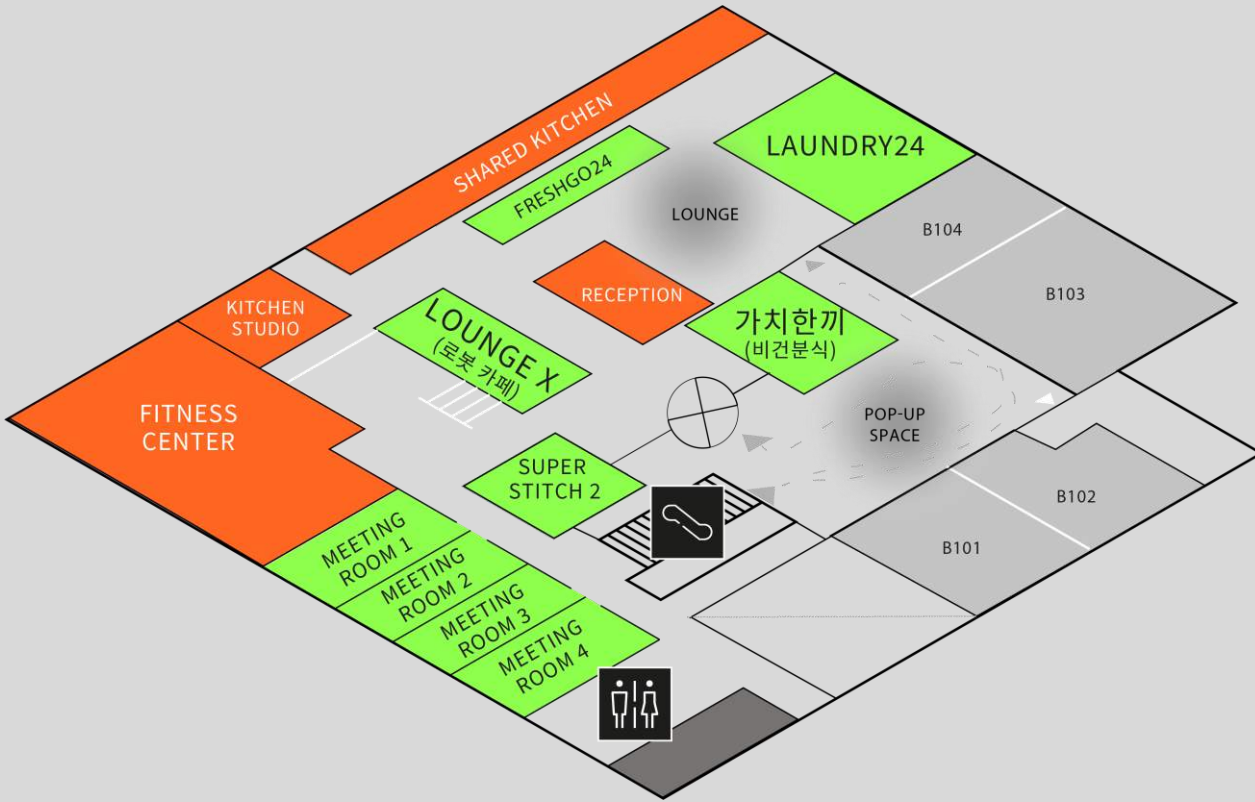 SHARED KITCHEN
FRESHGO24
LAUNDRY24
LOUNGE
B104
B103
RECEPTION
KITCHEN
STUDIO
LOUNGE X
(로봇 카페)
가치한끼
(비건분식)
FITNESS
CENTER
POP-UP
SPACE
SUPER
STITCH 2
B102
B101
MEETING
ROOM 1
MEETING
ROOM 2
MEETING
ROOM 3
MEETING
ROOM 4